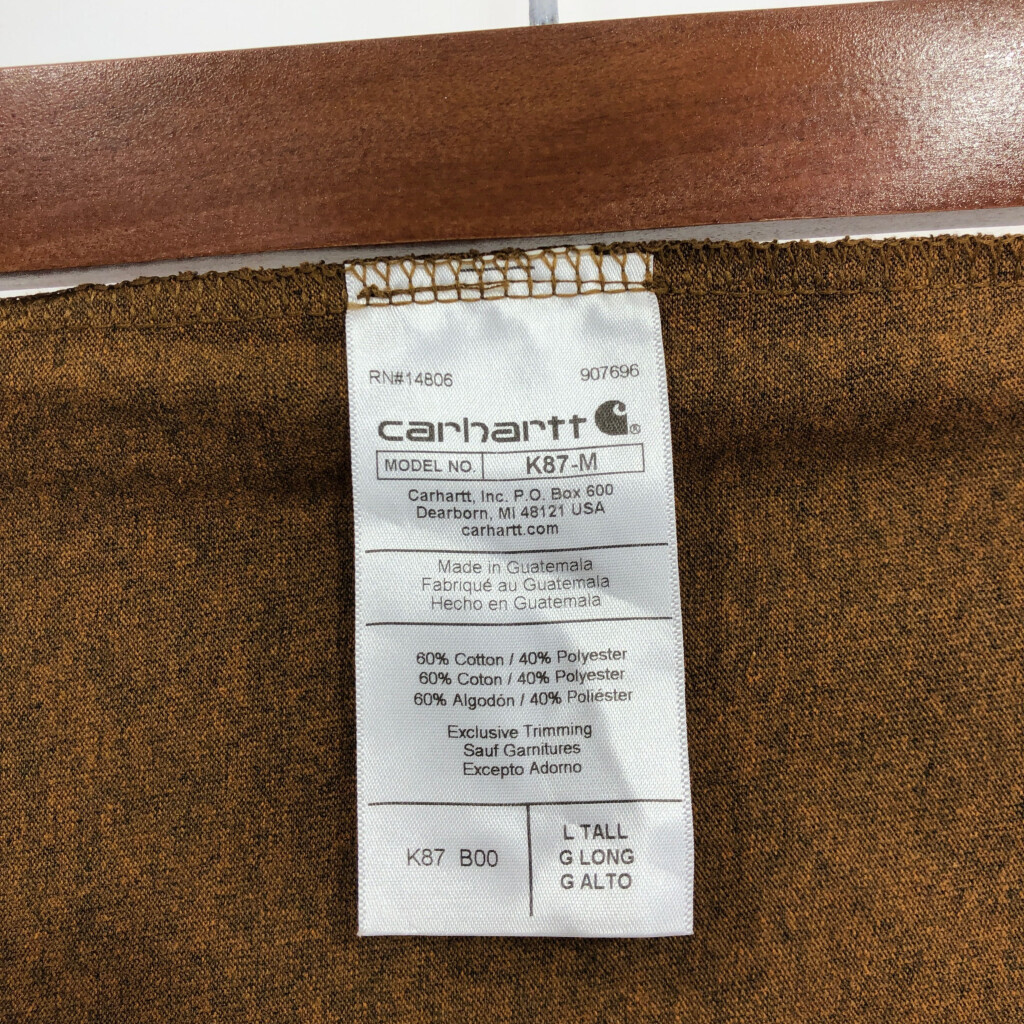 RN#14806 907696
carhartt ®
MODEL NO. K87-M
Carhartt, Inc. P.O. Box 600
Dearborn, MI 48121 USA
carhartt.com
Made in Guatemala
Fabriqué au Guatemala
Hecho en Guatemala
60% Cotton / 40% Polyester
60% Coton / 40% Polyester
60% Algodón / 40% Poliéster
Exclusive Trimming
Sauf Garnitures
Excepto Adorno
K87 B00
L TALL
G LONG
G ALTO